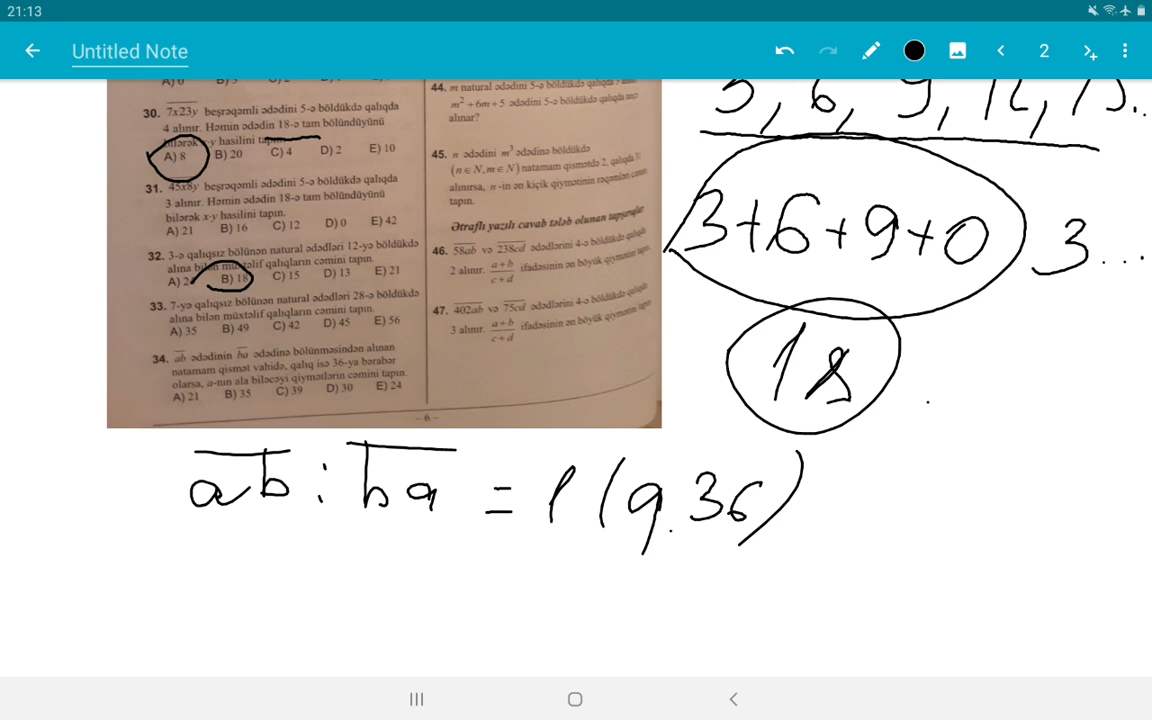 21:13
Untitled Note
2
30. 7x23y beşrəqəmli ədədini 5-ə böldükdə qalıqda
4 alınır. Həmin ədədin 18-ə tam bölündüyünü
bilərək x·y hasilini tapın.
A) 8 B) 20 C) 4 D) 2 E) 10
31. 45x8y beşrəqəmli ədədini 5-ə böldükdə qalıqda
3 alınır. Həmin ədədin 18-ə tam bölündüyünü
bilərək x·y hasilini tapın.
A) 21 B) 16 C) 12 D) 0 E) 42
32. 3-ə qalıqsız bölünən natural ədədləri 12-yə böldükdə
alına bilən müxtəlif qalıqların cəmini tapın.
A) 24 B) 18 C) 15 D) 13 E) 21
33. 7-yə qalıqsız bölünən natural ədədləri 28-ə böldükdə
alına bilən müxtəlif qalıqların cəmini tapın.
A) 35 B) 49 C) 42 D) 45 E) 56
34. ab ədədinin ba ədədinə bölünməsindən alınan
natamam qismət vahidə, qalıq isə 36-ya bərabər
olarsa, a-nın ala biləcəyi qiymətlərin cəmini tapın.
A) 21 B) 35 C) 39 D) 30 E) 24
44. m natural ədədini 5-ə böldükdə qalıqda
m² + 6m + 5 ədədini 5-ə böldükdə qalıqda neçə
alınar?
45. n ədədini m³ ədədinə böldükdə
(n ∈ N, m ∈ N) natamam qismətdə 2, qalıqda 31
alınırsa, n-in ən kiçik qiymətinin rəqəmləri cəmini
tapın.
Ətraflı yazılı cavab tələb olunan tapşırıqlar
46. 58ab və 238cd ədədlərini 4-ə böldükdə qalıqda
2 alınır. a+b/c+d ifadəsinin ən böyük qiymətini tapın
47. 402ab və 75cd ədədlərini 4-ə böldükdə qalıqda
3 alınır. a+b/c+d ifadəsinin ən böyük qiymətini tapın
- 6 -
3, 6, 9, 12, 15..
3+6+9+0 3...
18
ab : ba = 1 (q. 36)